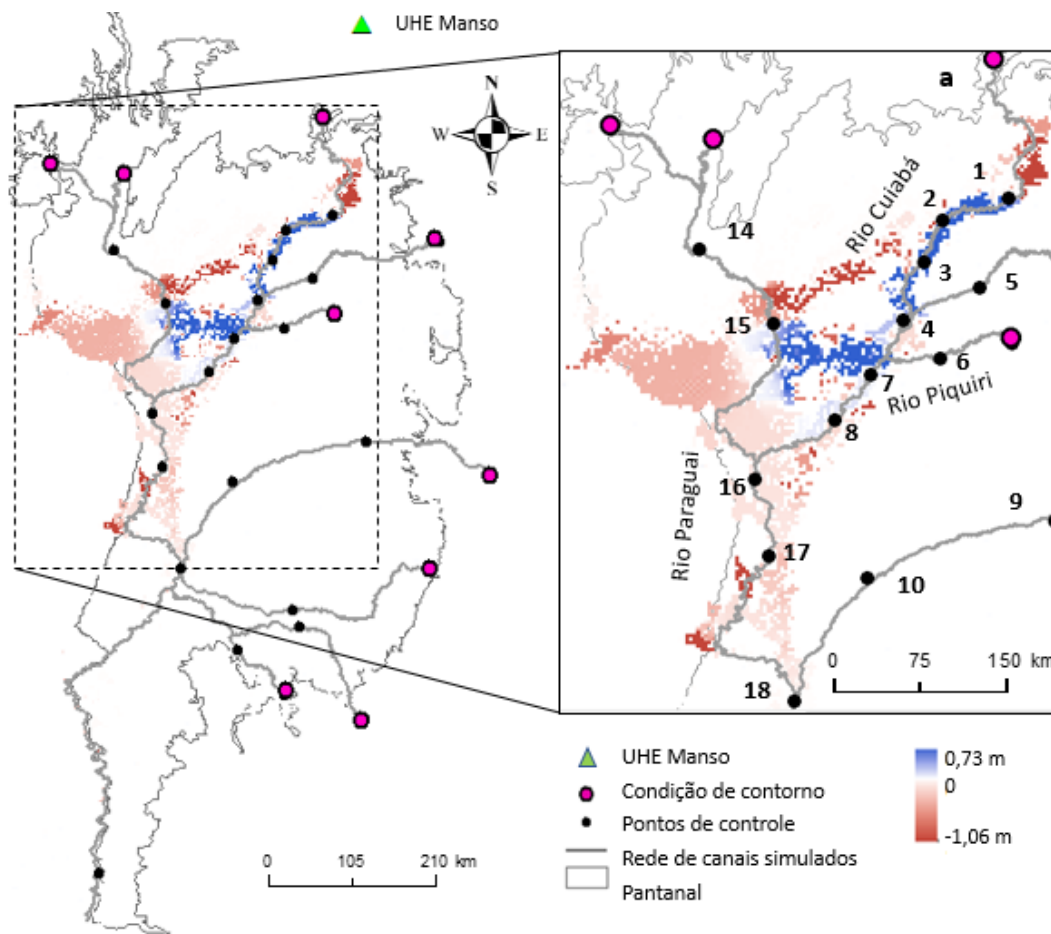 UHE Manso
N
W E
S
a
1
2
Rio Cuiabá
14
3
5
15
4
6
7
Rio Piquiri
8
16
Rio Paraguai
9
17
10
0 75 150 km
18
UHE Manso
Condição de contorno
Pontos de controle
Rede de canais simulados
Pantanal
0,73 m
0
-1,06 m
0 105 210 km